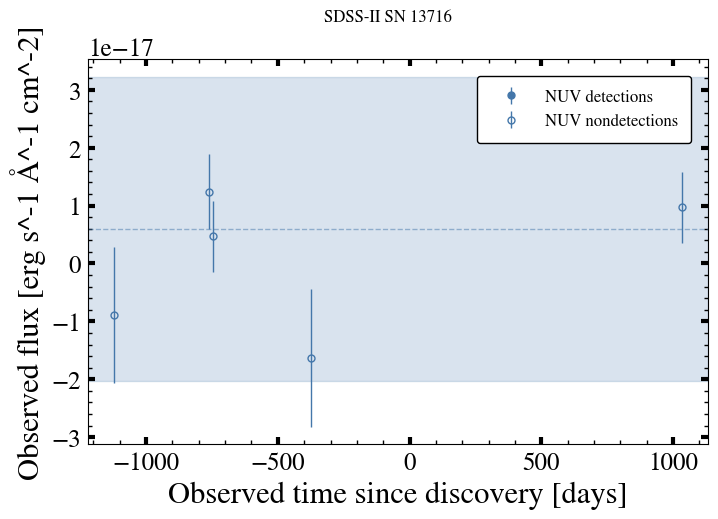 SDSS-II SN 13716
1e−17
Observed flux [erg s^-1 Å^-1 cm^-2]
3
2
1
0
−1
−2
−3
NUV detections
NUV nondetections
−1000
−500
0
500
1000
Observed time since discovery [days]